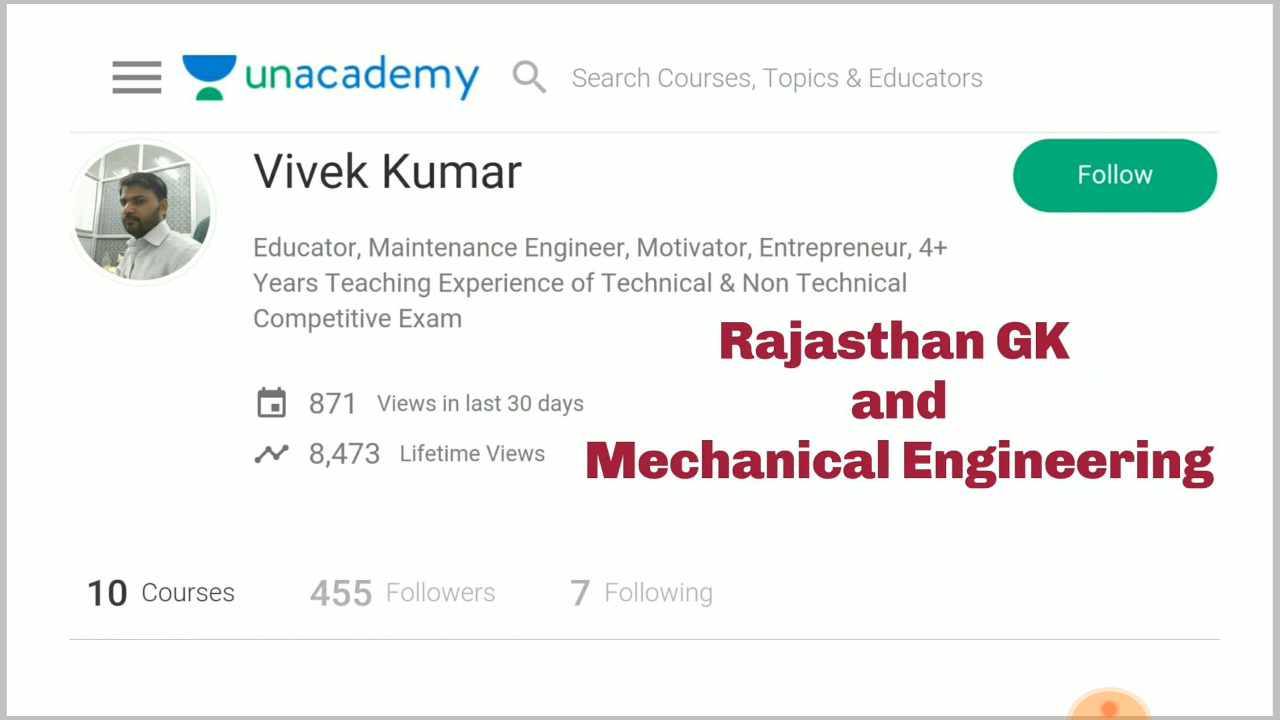 unacademy
Search Courses, Topics & Educators
Vivek Kumar
Follow
Educator, Maintenance Engineer, Motivator, Entrepreneur, 4+
Years Teaching Experience of Technical & Non Technical
Competitive Exam
Rajasthan GK
and
Mechanical Engineering
871 Views in last 30 days
8,473 Lifetime Views
10 Courses
455 Followers
7 Following